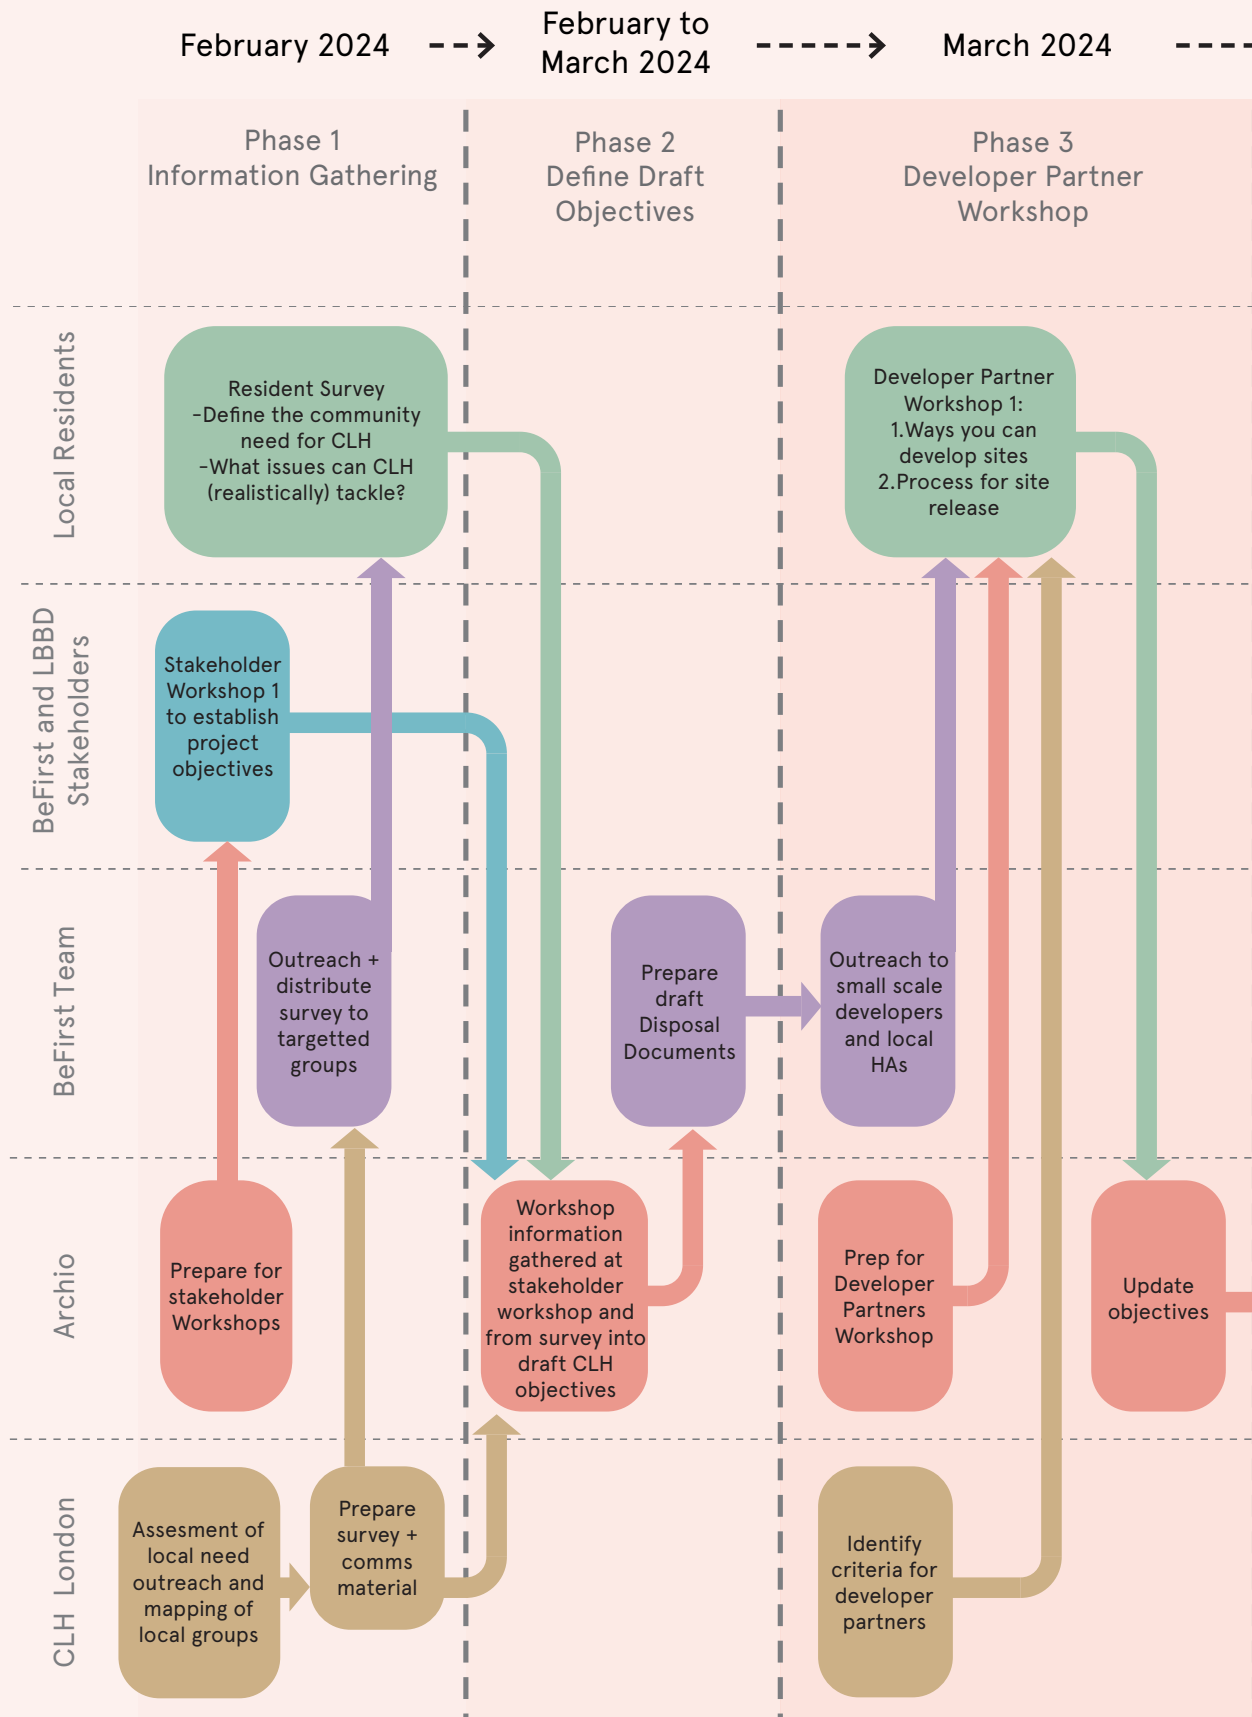 February 2024
February to
March 2024
March 2024
Phase 1
Information Gathering
Phase 2
Define Draft
Objectives
Phase 3
Developer Partner
Workshop
Local Residents
Resident Survey
-Define the community
need for CLH
-What issues can CLH
(realistically) tackle?
Developer Partner
Workshop 1:
1.Ways you can
develop sites
2.Process for site
release
BeFirst and LBBD
Stakeholders
Stakeholder
Workshop 1
to establish
project
objectives
BeFirst Team
Outreach +
distribute
survey to
targetted
groups
Prepare
draft
Disposal
Documents
Outreach to
small scale
developers
and local
HAs
Archio
Prepare for
stakeholder
Workshops
Workshop
information
gathered at
stakeholder
workshop and
from survey into
draft CLH
objectives
Prep for
Developer
Partners
Workshop
Update
objectives
CLH London
Assesment of
local need
outreach and
mapping of
local groups
Prepare
survey +
comms
material
Identify
criteria for
developer
partners